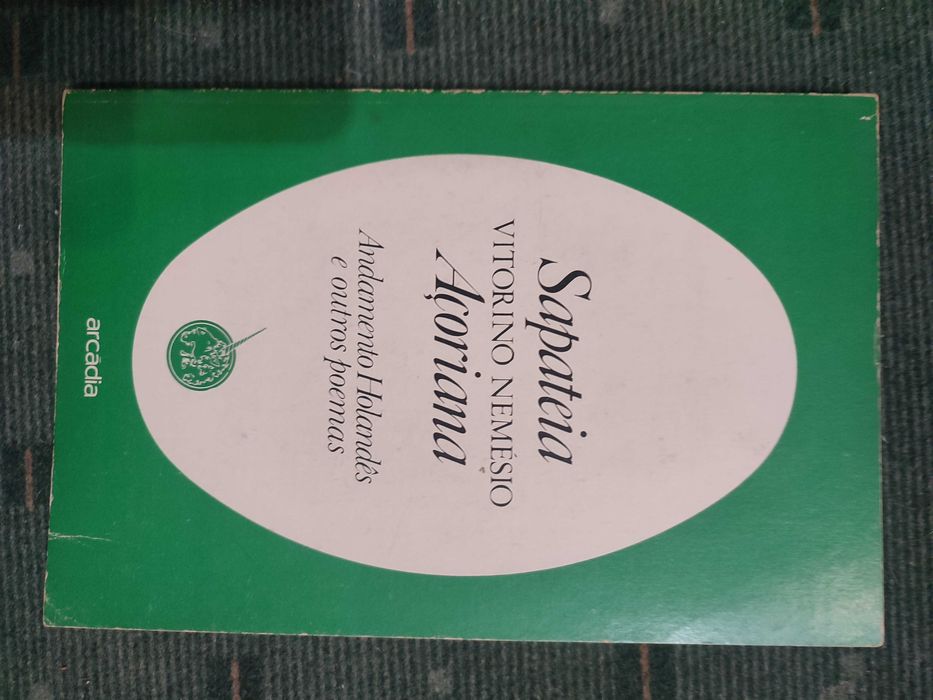 Sapateia
VITORINO NEMÉSIO
Açoriana
Andamento Holandês
e outros poemas
arcádia